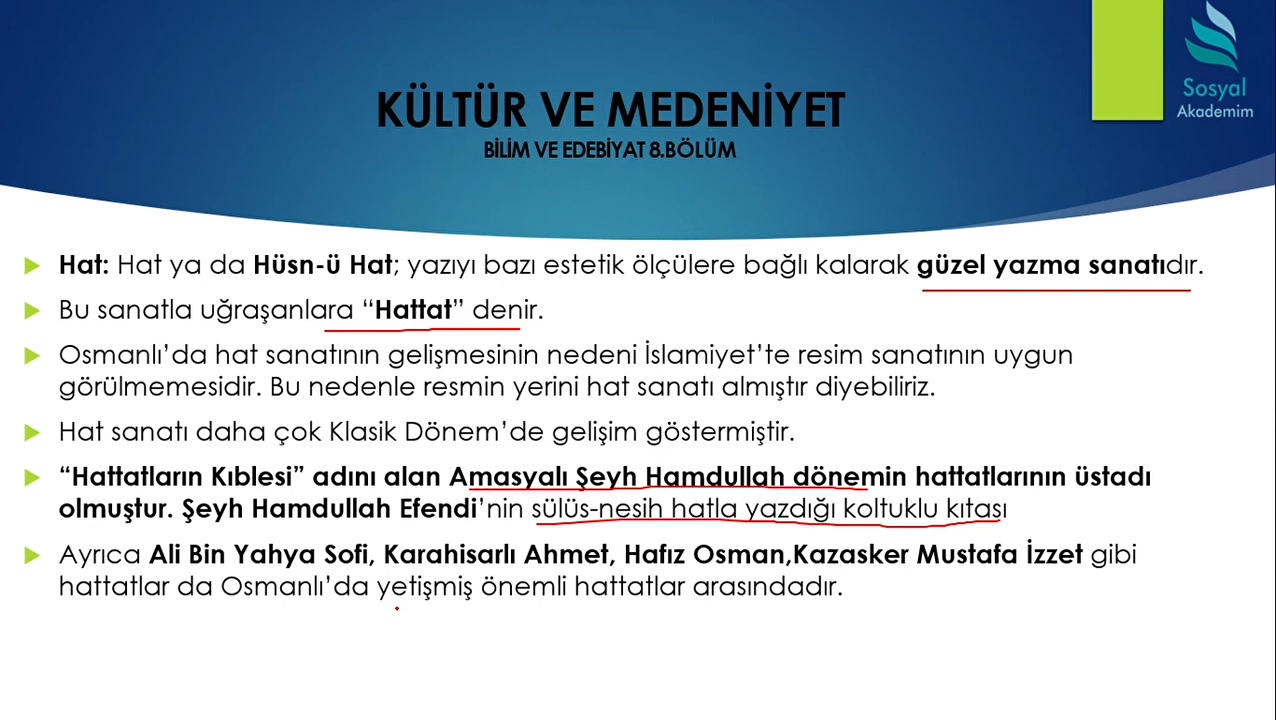 Sosyal
Akademim
KÜLTÜR VE MEDENİYET
BİLİM VE EDEBİYAT 8.BÖLÜM
Hat: Hat ya da Hüsn-ü Hat; yazıyı bazı estetik ölçülere bağlı kalarak güzel yazma sanatıdır.
Bu sanatla uğraşanlara “Hattat” denir.
Osmanlı’da hat sanatının gelişmesinin nedeni İslamiyet’te resim sanatının uygun
görülmemesidir. Bu nedenle resmin yerini hat sanatı almıştır diyebiliriz.
Hat sanatı daha çok Klasik Dönem’de gelişim göstermiştir.
“Hattatların Kıblesi” adını alan Amasyalı Şeyh Hamdullah dönemin hattatlarının üstadı
olmuştur. Şeyh Hamdullah Efendi’nin sülüs-nesih hatla yazdığı koltuklu kıtası
Ayrıca Ali Bin Yahya Sofi, Karahisarlı Ahmet, Hafız Osman,Kazasker Mustafa İzzet gibi
hattatlar da Osmanlı’da yetişmiş önemli hattatlar arasındadır.